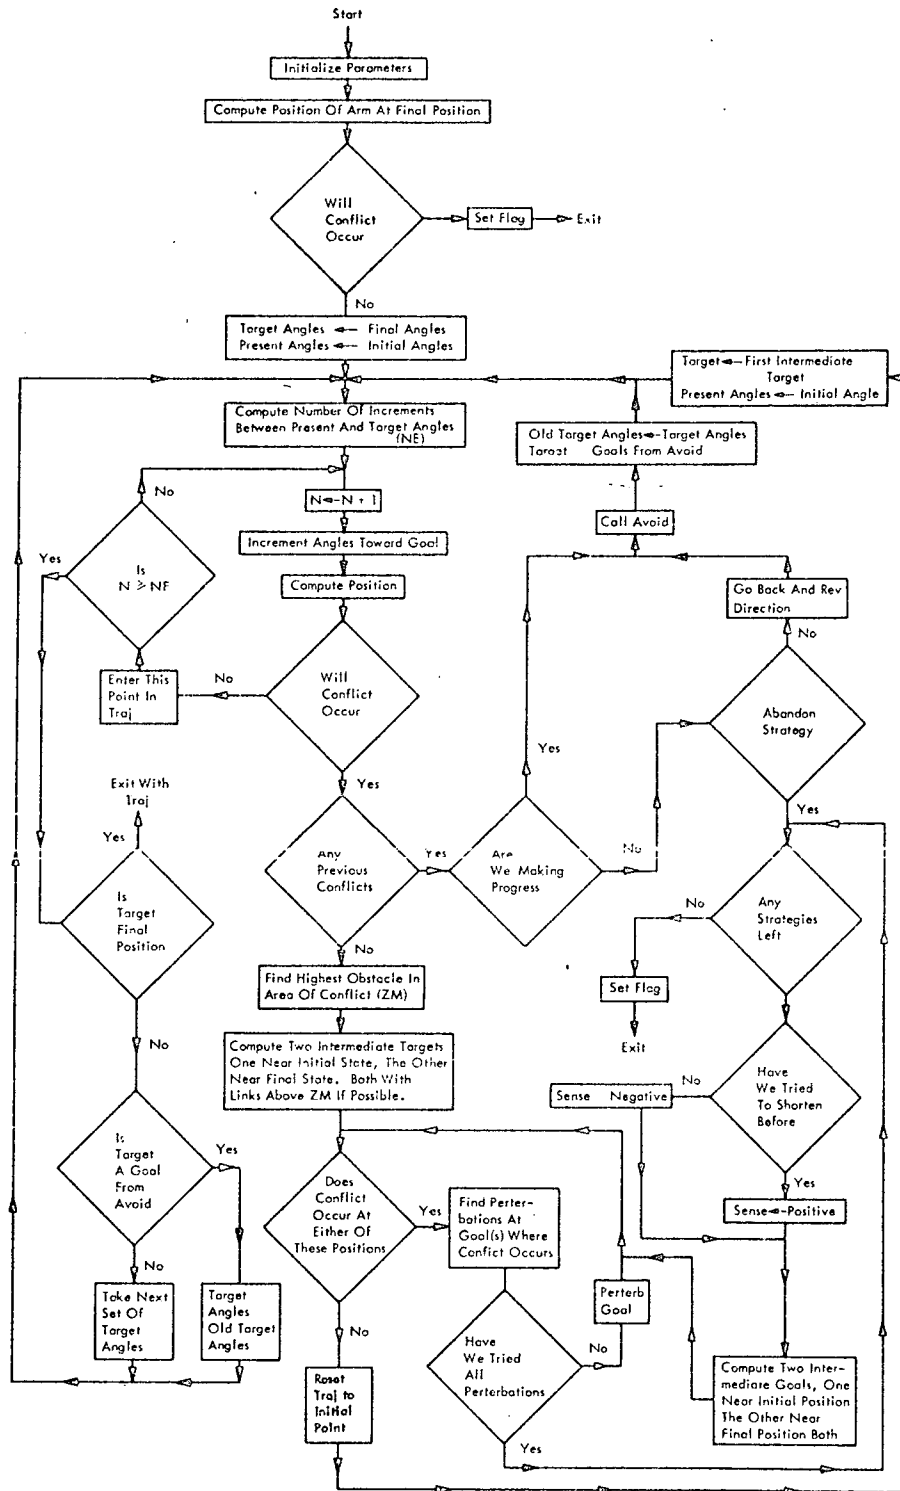 Start
Initialize Parameters
Compute Position Of Arm At Final Position
Will
Conflict
Occur
Set Flag
Exit
No
Target Angles ← Final Angles
Present Angles ← Initial Angles
Target ← First Intermediate
Target
Present Angles ← Initial Angle
Compute Number Of Increments
Between Present And Target Angles
(NE)
Old Target Angles ← Target Angles
Target Goals From Avoid
No
N ← N + 1
Call Avoid
Yes
Increment Angles Toward Goal
Is
N ≥ NF
Compute Position
Go Back And Rev
Direction
No
Enter This
Point In
Traj
No
Will
Conflict
Occur
Abandon
Strategy
Yes
Exit With
Traj
Yes
Yes
Yes
Any
Previous
Conflicts
Yes
Are
We Making
Progress
No
Is
Target
Final
Position
No
Any
Strategies
Left
No
Find Highest Obstacle In
Area Of Conflict (ZM)
Set Flag
Exit
Compute Two Intermediate Targets
One Near Initial State, The Other
Near Final State. Both With
Links Above ZM If Possible.
No
Have
We Tried
To Shorten
Before
No
Sense Negative
Is
Target
A Goal
From
Avoid
Yes
Does
Conflict
Occur At
Either Of
These Positions
Yes
Find Perter-
bations At
Goal(s) Where
Confict Occurs
Yes
Sense ← Positive
No
Take Next
Set Of
Target
Angles
Target
Angles
Old Target
Angles
Perterb
Goal
No
Have
We Tried
All
Perterbations
No
Reset
Traj to
Initial
Point
Compute Two Inter-
mediate Goals, One
Near Initial Position
The Other Near
Final Position Both
Yes